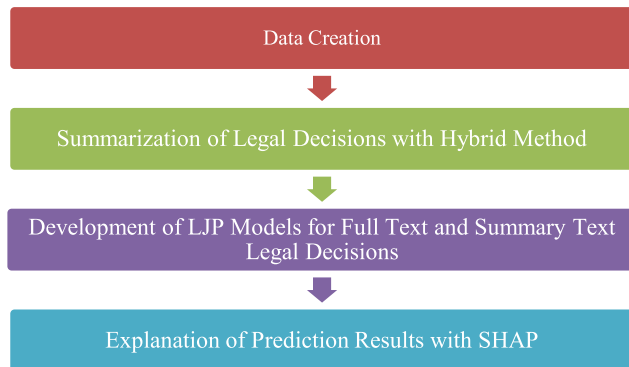 Data Creation
Summarization of Legal Decisions with Hybrid Method
Development of LJP Models for Full Text and Summary Text
Legal Decisions
Explanation of Prediction Results with SHAP